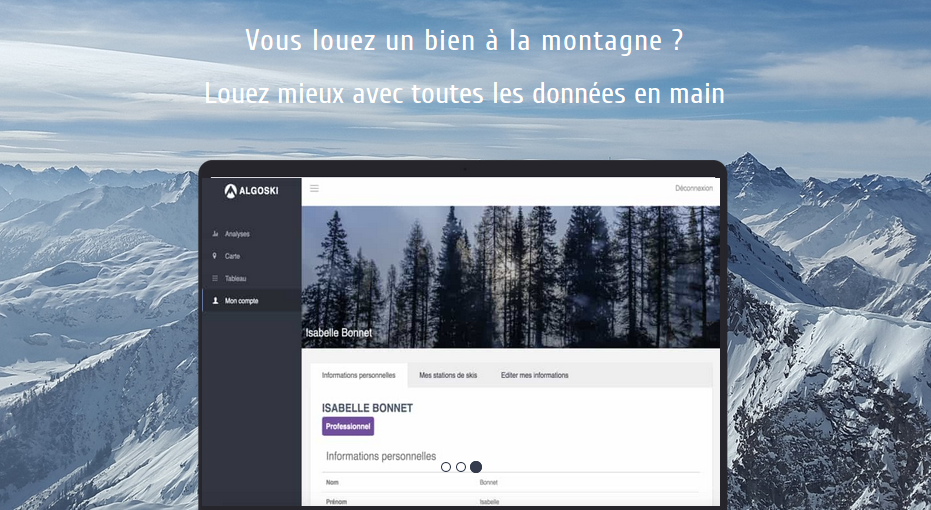 Vous louez un bien à la montagne ?
Louez mieux avec toutes les données en main
ALGOSKI
Déconnexion
Analyses
Carte
Tableau
Mon compte
Isabelle Bonnet
Informations personnelles
Mes stations de skis
Editer mes informations
ISABELLE BONNET
Professionnel
Informations personnelles
Nom Bonnet
Prénom Isabelle